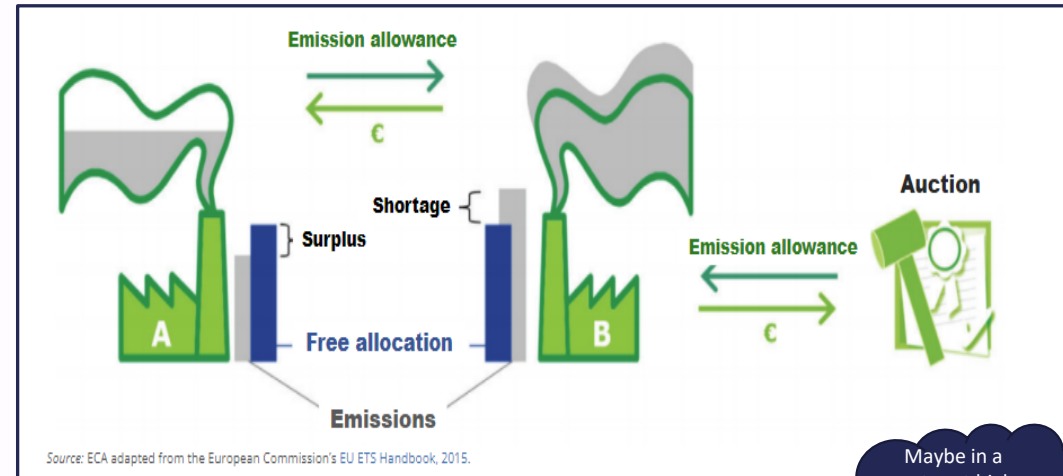 Emission allowance
€
Auction
Shortage
Surplus
Emission allowance
€
A
B
Free allocation
Emissions
Source: ECA adapted from the European Commission's EU ETS Handbook, 2015.
Maybe in a